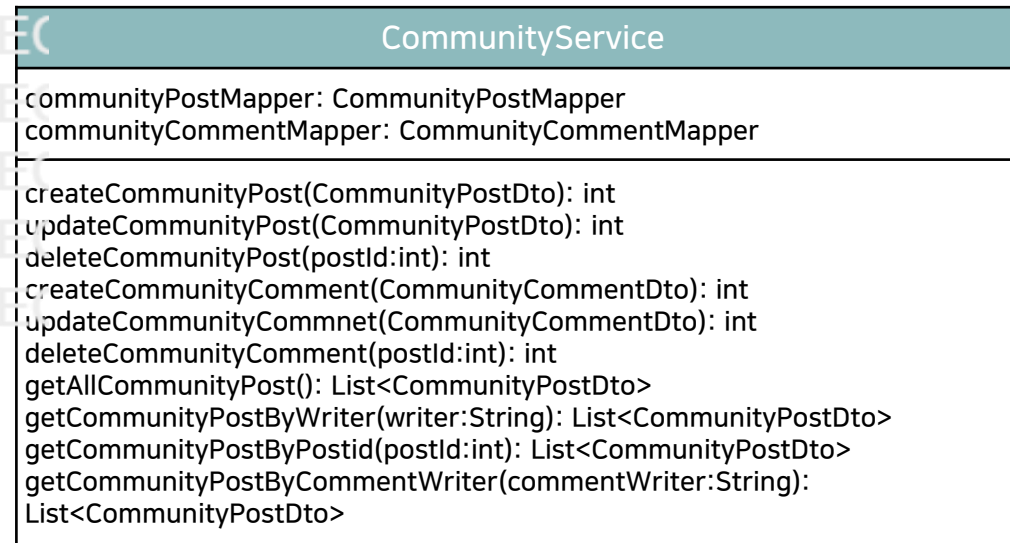 CommunityService
communityPostMapper: CommunityPostMapper
communityCommentMapper: CommunityCommentMapper
createCommunityPost(CommunityPostDto): int
updateCommunityPost(CommunityPostDto): int
deleteCommunityPost(postId:int): int
createCommunityComment(CommunityCommentDto): int
updateCommunityCommnet(CommunityCommentDto): int
deleteCommunityComment(postId:int): int
getAllCommunityPost(): List<CommunityPostDto>
getCommunityPostByWriter(writer:String): List<CommunityPostDto>
getCommunityPostByPostid(postId:int): List<CommunityPostDto>
getCommunityPostByCommentWriter(commentWriter:String):
List<CommunityPostDto>